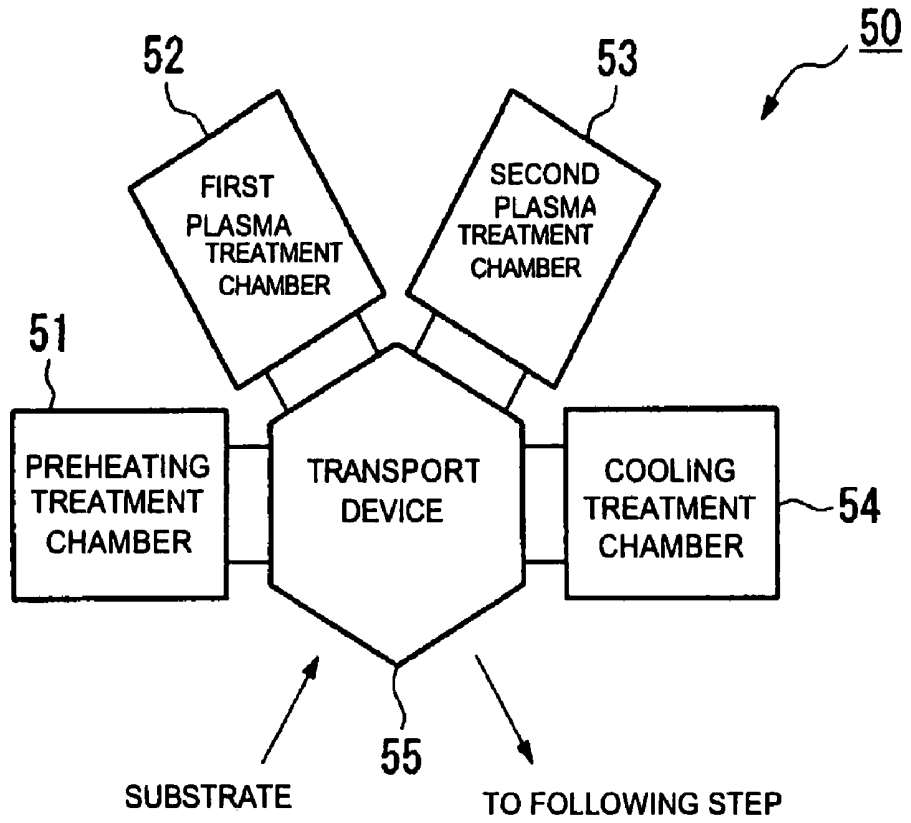 50
52
53
FIRST
PLASMA
TREATMENT
CHAMBER
SECOND
PLASMA
TREATMENT
CHAMBER
51
PREHEATING
TREATMENT
CHAMBER
TRANSPORT
DEVICE
COOLING
TREATMENT
CHAMBER
54
55
SUBSTRATE
TO FOLLOWING STEP